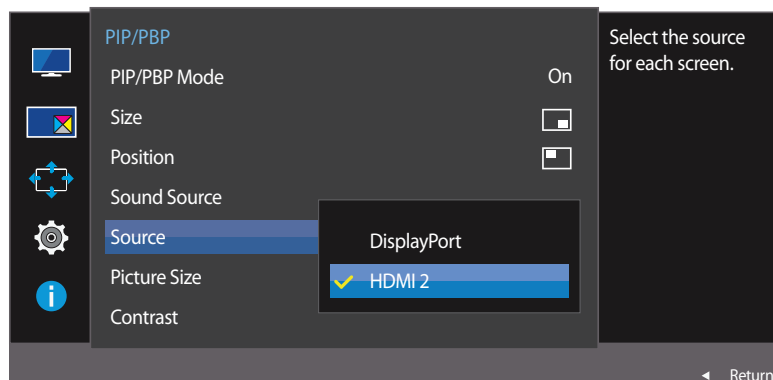 PIP/PBP
PIP/PBP Mode On
Size
Position
Sound Source
Source
Picture Size
Contrast
DisplayPort
HDMI 2
Select the source
for each screen.
Return